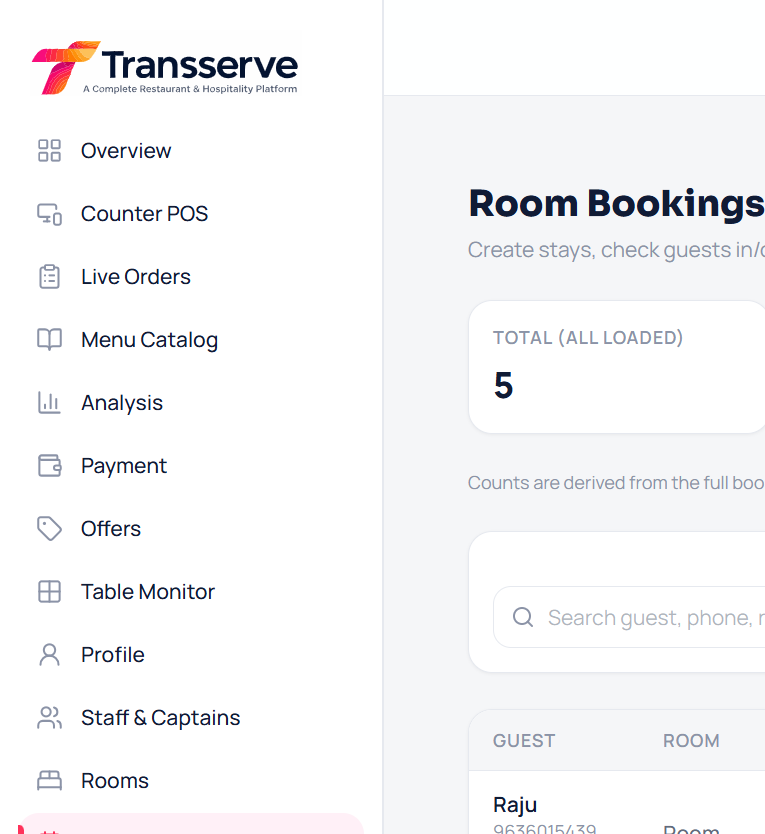 Transserve
A Complete Restaurant & Hospitality Platform
Overview
Counter POS
Live Orders
Menu Catalog
Analysis
Payment
Offers
Table Monitor
Profile
Staff & Captains
Rooms
Room Bookings
Create stays, check guests in/
TOTAL (ALL LOADED)
5
Counts are derived from the full boo
Search guest, phone,
GUEST ROOM
Raju
9636015439 Room